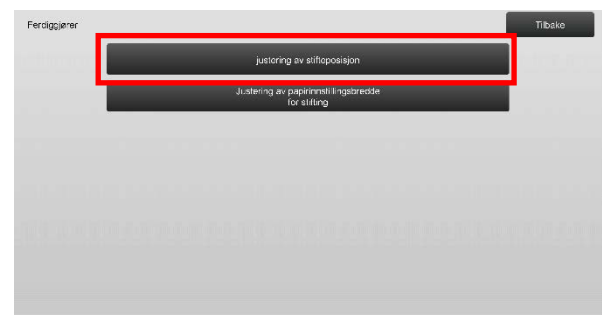 Ferdiggjører
Tilbake
justering av stifteposisjon
Justering av papirinnstillingsbredde
for stifting